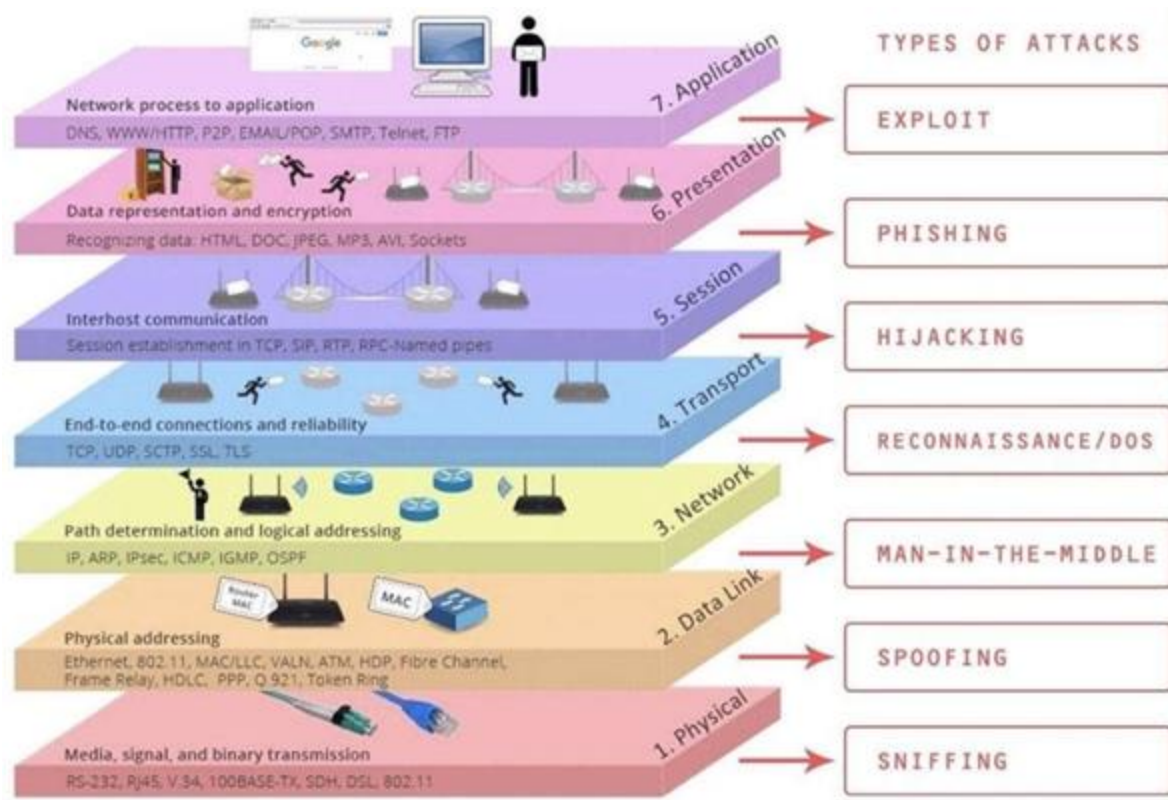 TYPES OF ATTACKS
Google
7. Application
Network process to application
DNS, WWW/HTTP, P2P, EMAIL/POP, SMTP, Telnet, FTP
EXPLOIT
6. Presentation
Data representation and encryption
Recognizing data: HTML, DOC, JPEG, MP3, AVI, Sockets
PHISHING
5. Session
Interhost communication
Session establishment in TCP, SIP, RTP, RPC-Named pipes
HIJACKING
4. Transport
End-to-end connections and reliability
TCP, UDP, SCTP, SSL, TLS
RECONNAISSANCE/DOS
3. Network
Path determination and logical addressing
IP, ARP, IPsec, ICMP, IGMP, OSPF
MAN-IN-THE-MIDDLE
2. Data Link
Router
MAC
MAC
Physical addressing
Ethernet, 802.11, MAC/LLC, VALN, ATM, HDP, Fibre Channel,
Frame Relay, HDLC, PPP, Q.921, Token Ring
SPOOFING
1. Physical
Media, signal, and binary transmission
RS-232, RJ45, V.34, 100BASE-TX, SDH, DSL, 802.11
SNIFFING